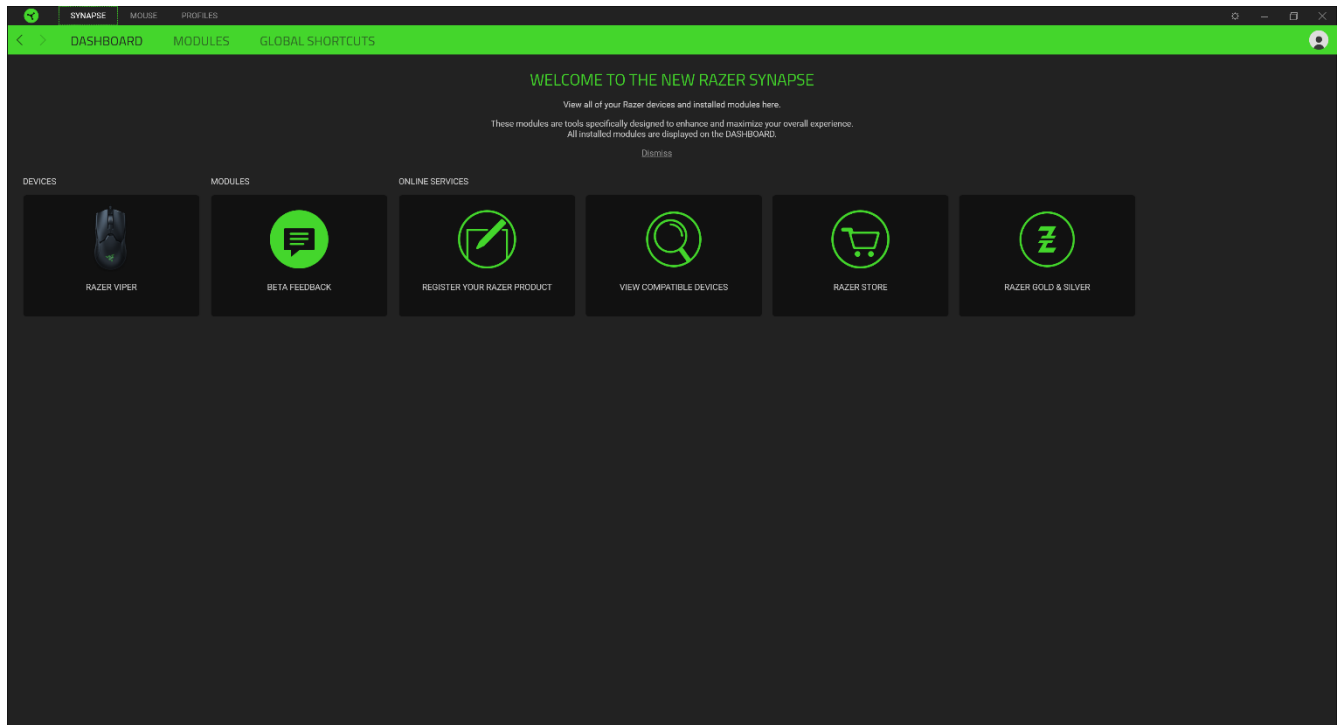 SYNAPSE MOUSE PROFILES
DASHBOARD MODULES GLOBAL SHORTCUTS
WELCOME TO THE NEW RAZER SYNAPSE
View all of your Razer devices and installed modules here.
These modules are tools specifically designed to enhance and maximize your overall experience.
All installed modules are displayed on the DASHBOARD.
Dismiss
DEVICES MODULES ONLINE SERVICES
RAZER VIPER BETA FEEDBACK REGISTER YOUR RAZER PRODUCT VIEW COMPATIBLE DEVICES RAZER STORE RAZER GOLD & SILVER